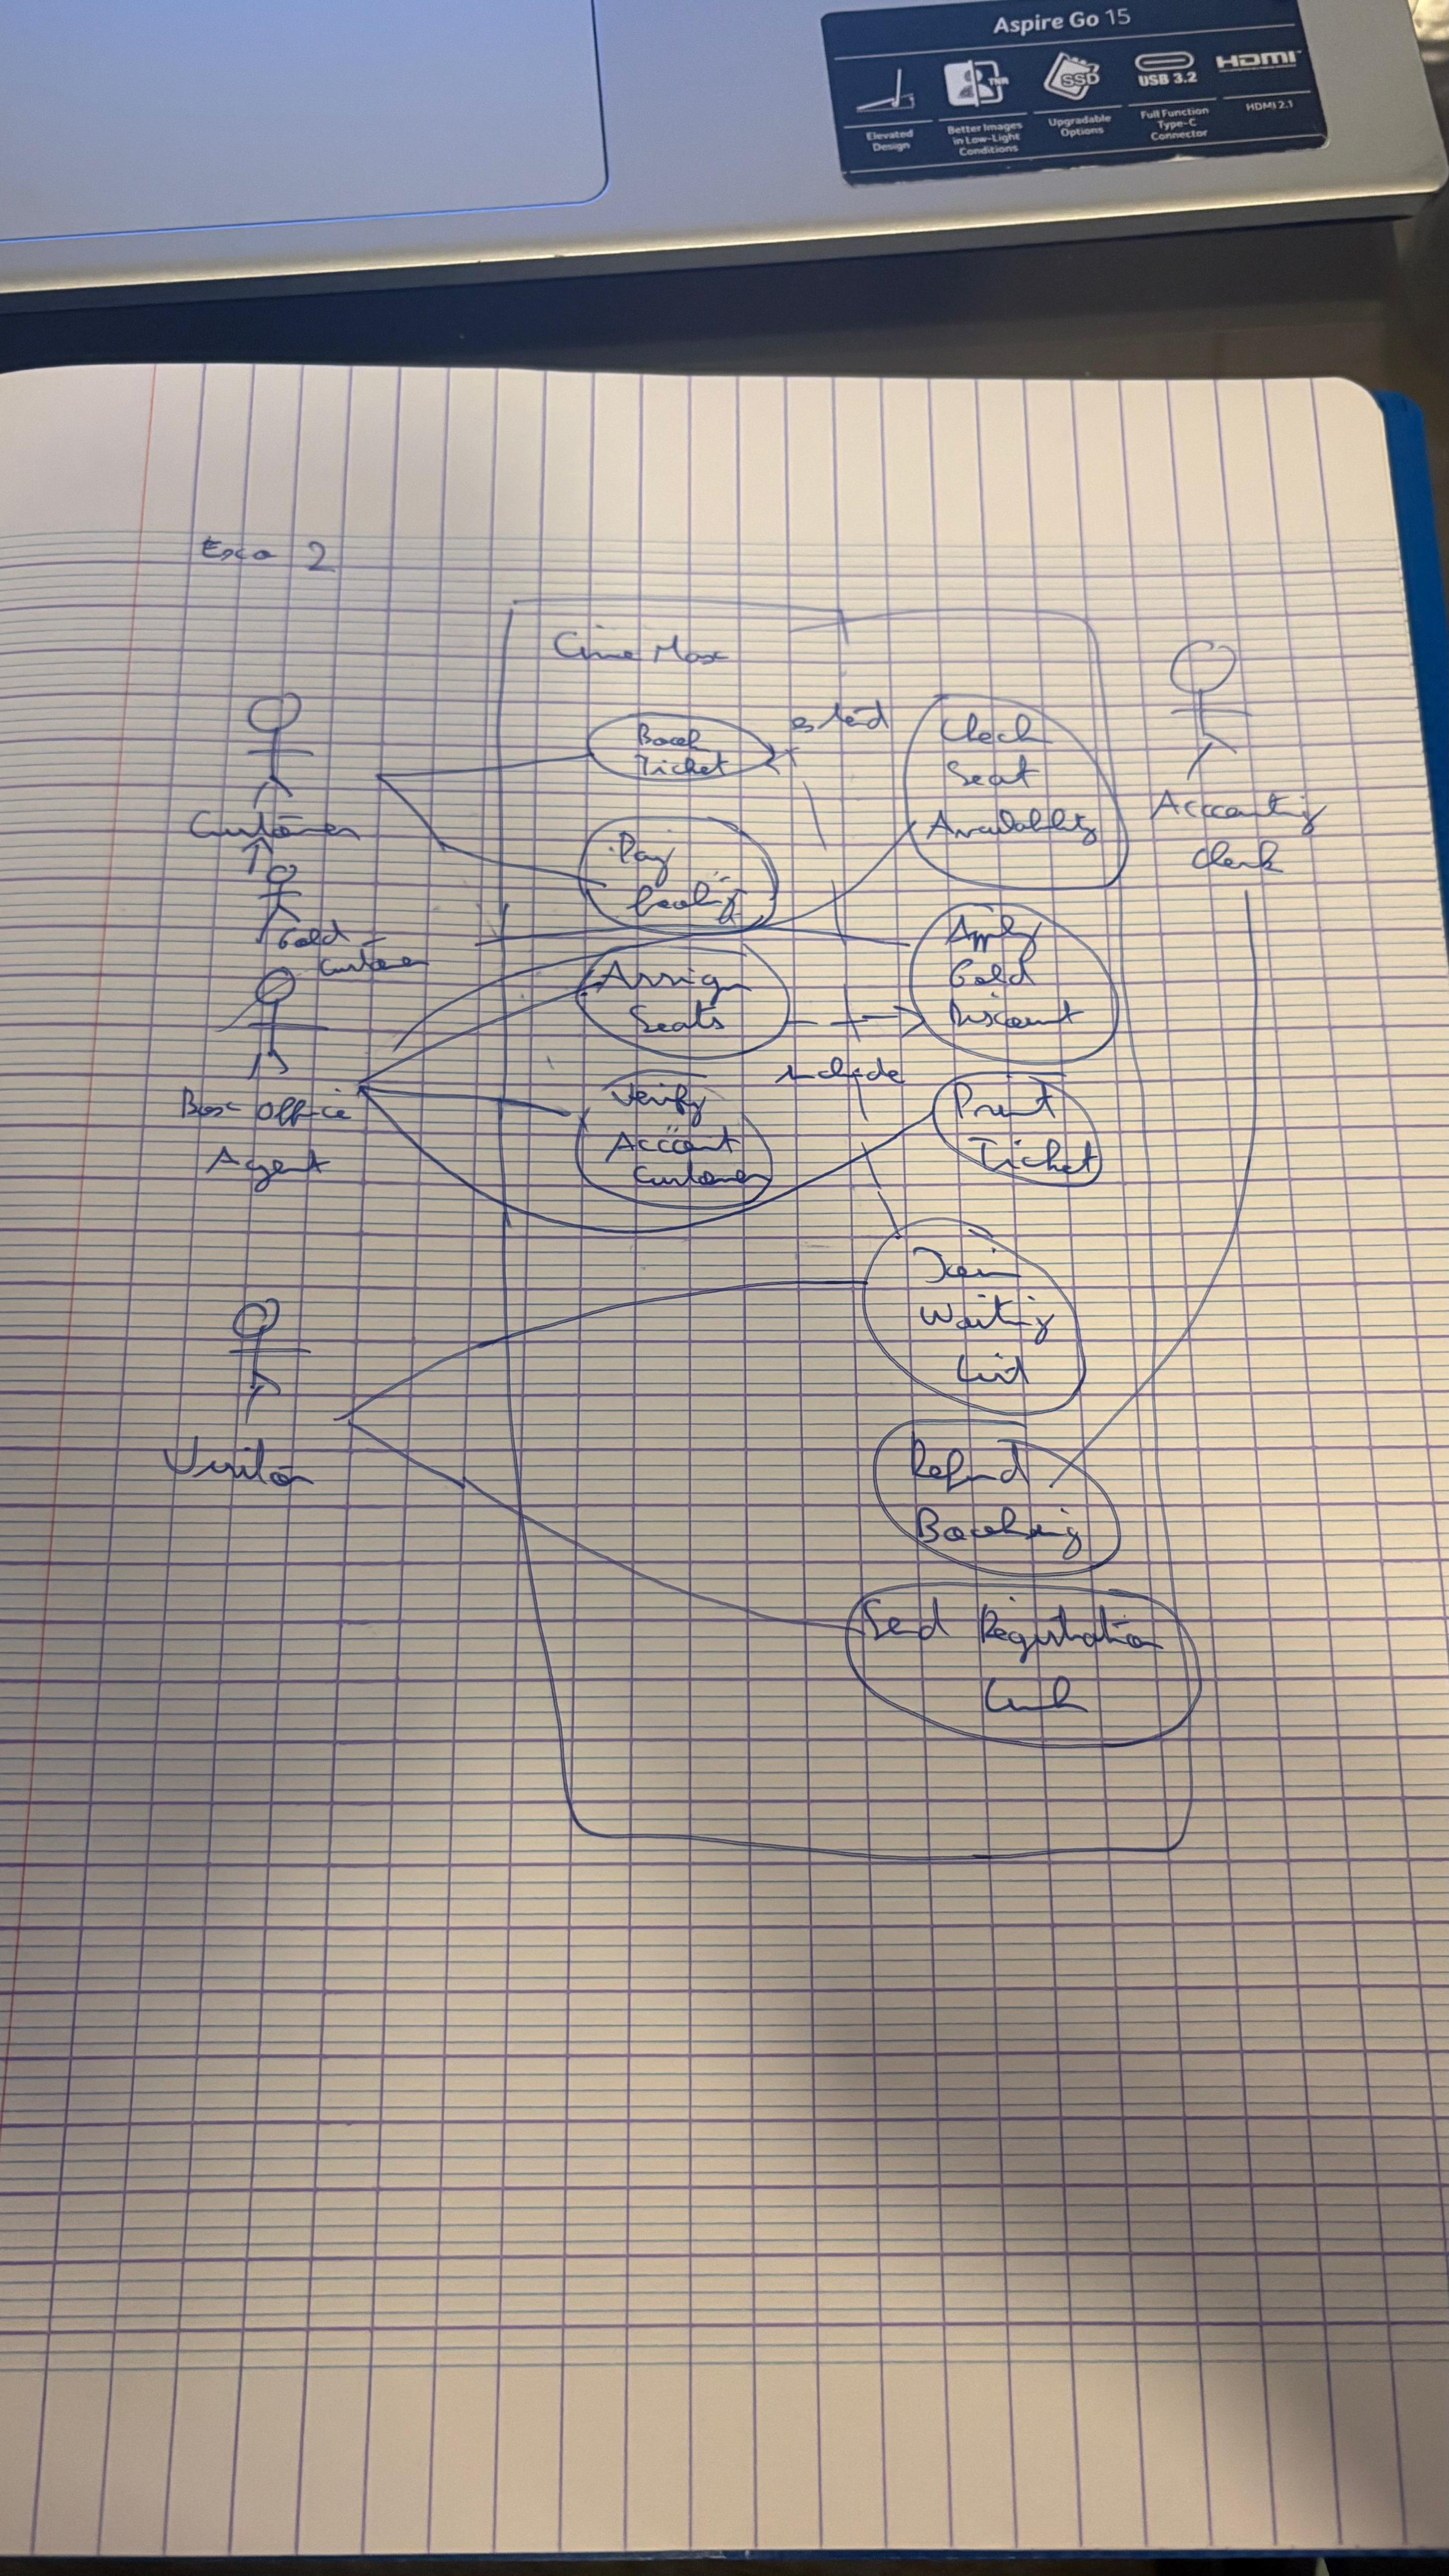 Aspire Go 15
Elevated
Design
Better Images
in Low-Light
Conditions
SSD
Upgradable
Options
USB 3.2
Full Function
Type-C
Connector
HDMI
HDMI 2.1
Exo 2
CineMax
Customer
Gold
Customer
Box Office
Agent
Visitor
Book
Ticket
extend
Pay
Booking
Assign
Seats
include
Verify
Account
Customer
Check
Seat
Availability
Apply
Gold
Discount
Print
Ticket
Join
Waiting
List
Refund
Booking
Send Registration
Link
Accounting
Clerk